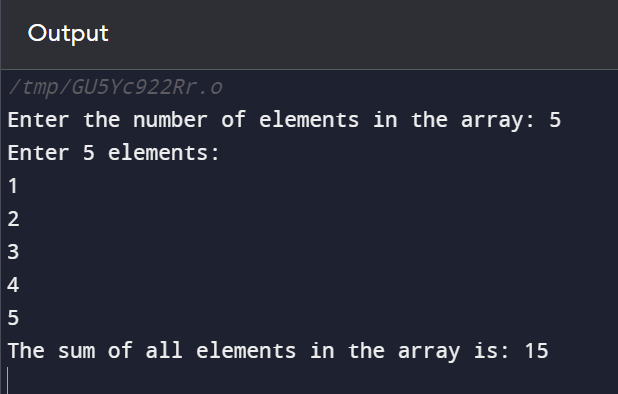 Output
/tmp/GU5Yc922Rr.o
Enter the number of elements in the array: 5
Enter 5 elements:
1
2
3
4
5
The sum of all elements in the array is: 15